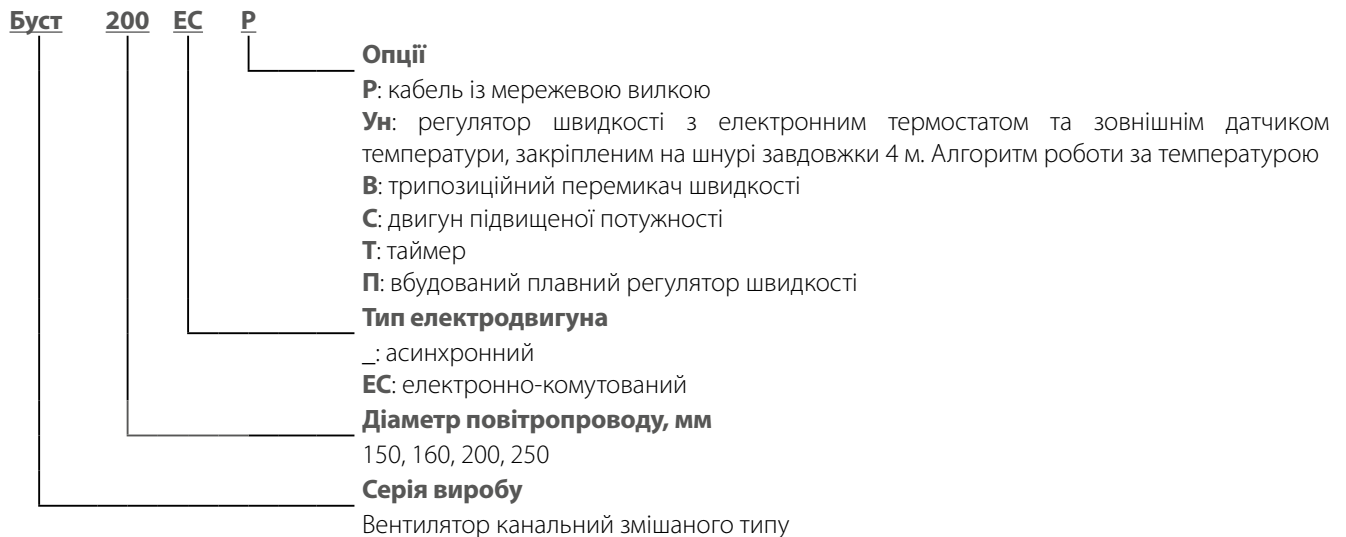 Буст 200 ЕС Р
Опції
Р: кабель із мережевою вилкою
Ун: регулятор швидкості з електронним термостатом та зовнішнім датчиком
температури, закріпленим на шнурі завдовжки 4 м. Алгоритм роботи за температурою
В: трипозиційний перемикач швидкості
С: двигун підвищеної потужності
Т: таймер
П: вбудований плавний регулятор швидкості
Тип електродвигуна
_: асинхронний
ЕС: електронно-комутований
Діаметр повітропроводу, мм
150, 160, 200, 250
Серія виробу
Вентилятор канальний змішаного типу